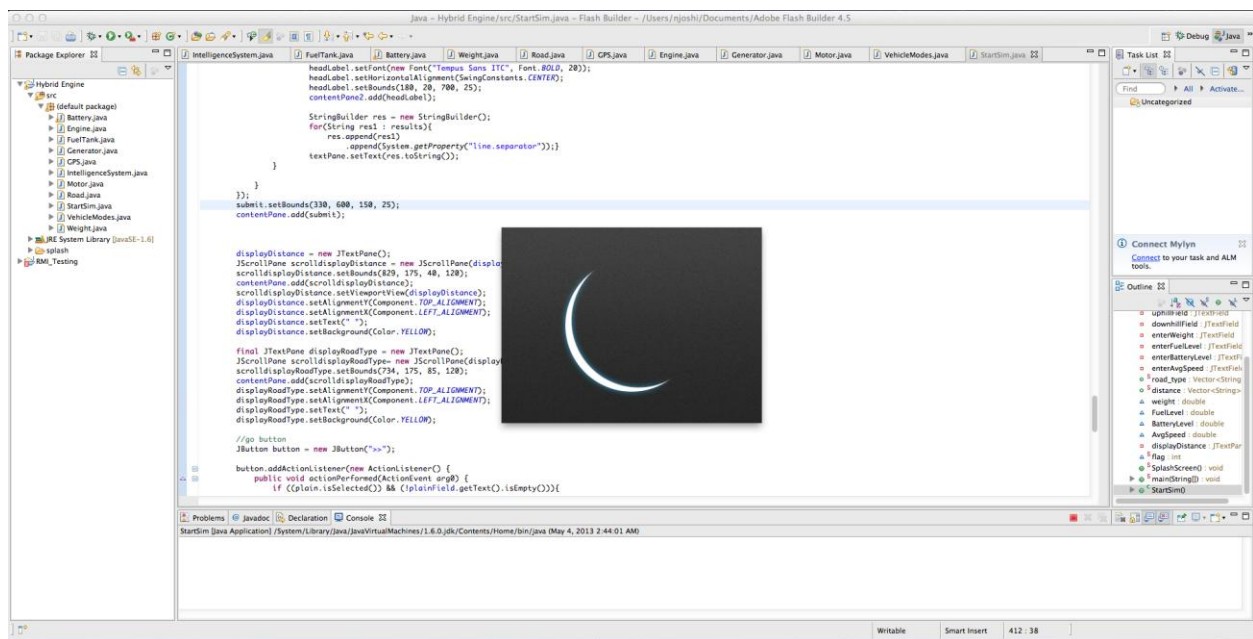 Java – Hybrid Engine/src/StartSim.java – Flash Builder – /Users/njoshi/Documents/Adobe Flash Builder 4.5
Debug Java
Package Explorer
Hybrid Engine
src
(default package)
Battery.java
Engine.java
FuelTank.java
Generator.java
GPS.java
IntelligenceSystem.java
Motor.java
Road.java
StartSim.java
VehicleModes.java
Weight.java
JRE System Library [JavaSE-1.6]
splash
RMI_Testing
IntelligenceSystem.java FuelTank.java Battery.java Weight.java Road.java GPS.java Engine.java Generator.java Motor.java VehicleModes.java StartSim.java
headLabel.setFont(new Font("Tempus Sans ITC", Font.BOLD, 20));
headLabel.setHorizontalAlignment(SwingConstants.CENTER);
headLabel.setBounds(180, 20, 700, 25);
contentPane2.add(headLabel);
StringBuilder res = new StringBuilder();
for(String res1 : results){
res.append(res1)
.append(System.getProperty("line.separator"));}
textPane.setText(res.toString());
}
}
});
submit.setBounds(330, 600, 150, 25);
contentPane.add(submit);
displayDistance = new JTextPane();
JScrollPane scrolldisplayDistance = new JScrollPane(displa
scrolldisplayDistance.setBounds(829, 175, 40, 120);
contentPane.add(scrolldisplayDistance);
scrolldisplayDistance.setViewportView(displayDistance);
displayDistance.setAlignmentY(Component.TOP_ALIGNMENT);
displayDistance.setAlignmentX(Component.LEFT_ALIGNMENT);
displayDistance.setText(" ");
displayDistance.setBackground(Color.YELLOW);
final JTextPane displayRoadType = new JTextPane();
JScrollPane scrolldisplayRoadType= new JScrollPane(display
scrolldisplayRoadType.setBounds(734, 175, 85, 120);
contentPane.add(scrolldisplayRoadType);
displayRoadType.setAlignmentY(Component.TOP_ALIGNMENT);
displayRoadType.setAlignmentX(Component.LEFT_ALIGNMENT);
displayRoadType.setText(" ");
displayRoadType.setBackground(Color.YELLOW);
//go button
JButton button = new JButton(">>");
button.addActionListener(new ActionListener() {
public void actionPerformed(ActionEvent arg0) {
if ((plain.isSelected()) && (!plainField.getText().isEmpty())){
Task List
Find All Activate...
Uncategorized
Connect Mylyn
Connect to your task and ALM
tools.
Outline
uphillField : JTextField
downhillField : JTextField
enterWeight : JTextField
enterFuelLevel : JTextField
enterBatteryLevel : JTextFi
enterAvgSpeed : JTextField
road_type : Vector<String
distance : Vector<String>
weight : double
FuelLevel : double
BatteryLevel : double
AvgSpeed : double
displayDistance : JTextPan
flag : int
SplashScreen() : void
main(String[]) : void
StartSim()
Problems Javadoc Declaration Console
StartSim [Java Application] /System/Library/Java/JavaVirtualMachines/1.6.0.jdk/Contents/Home/bin/java (May 4, 2013 2:44:01 AM)
Writable Smart Insert 412 : 38